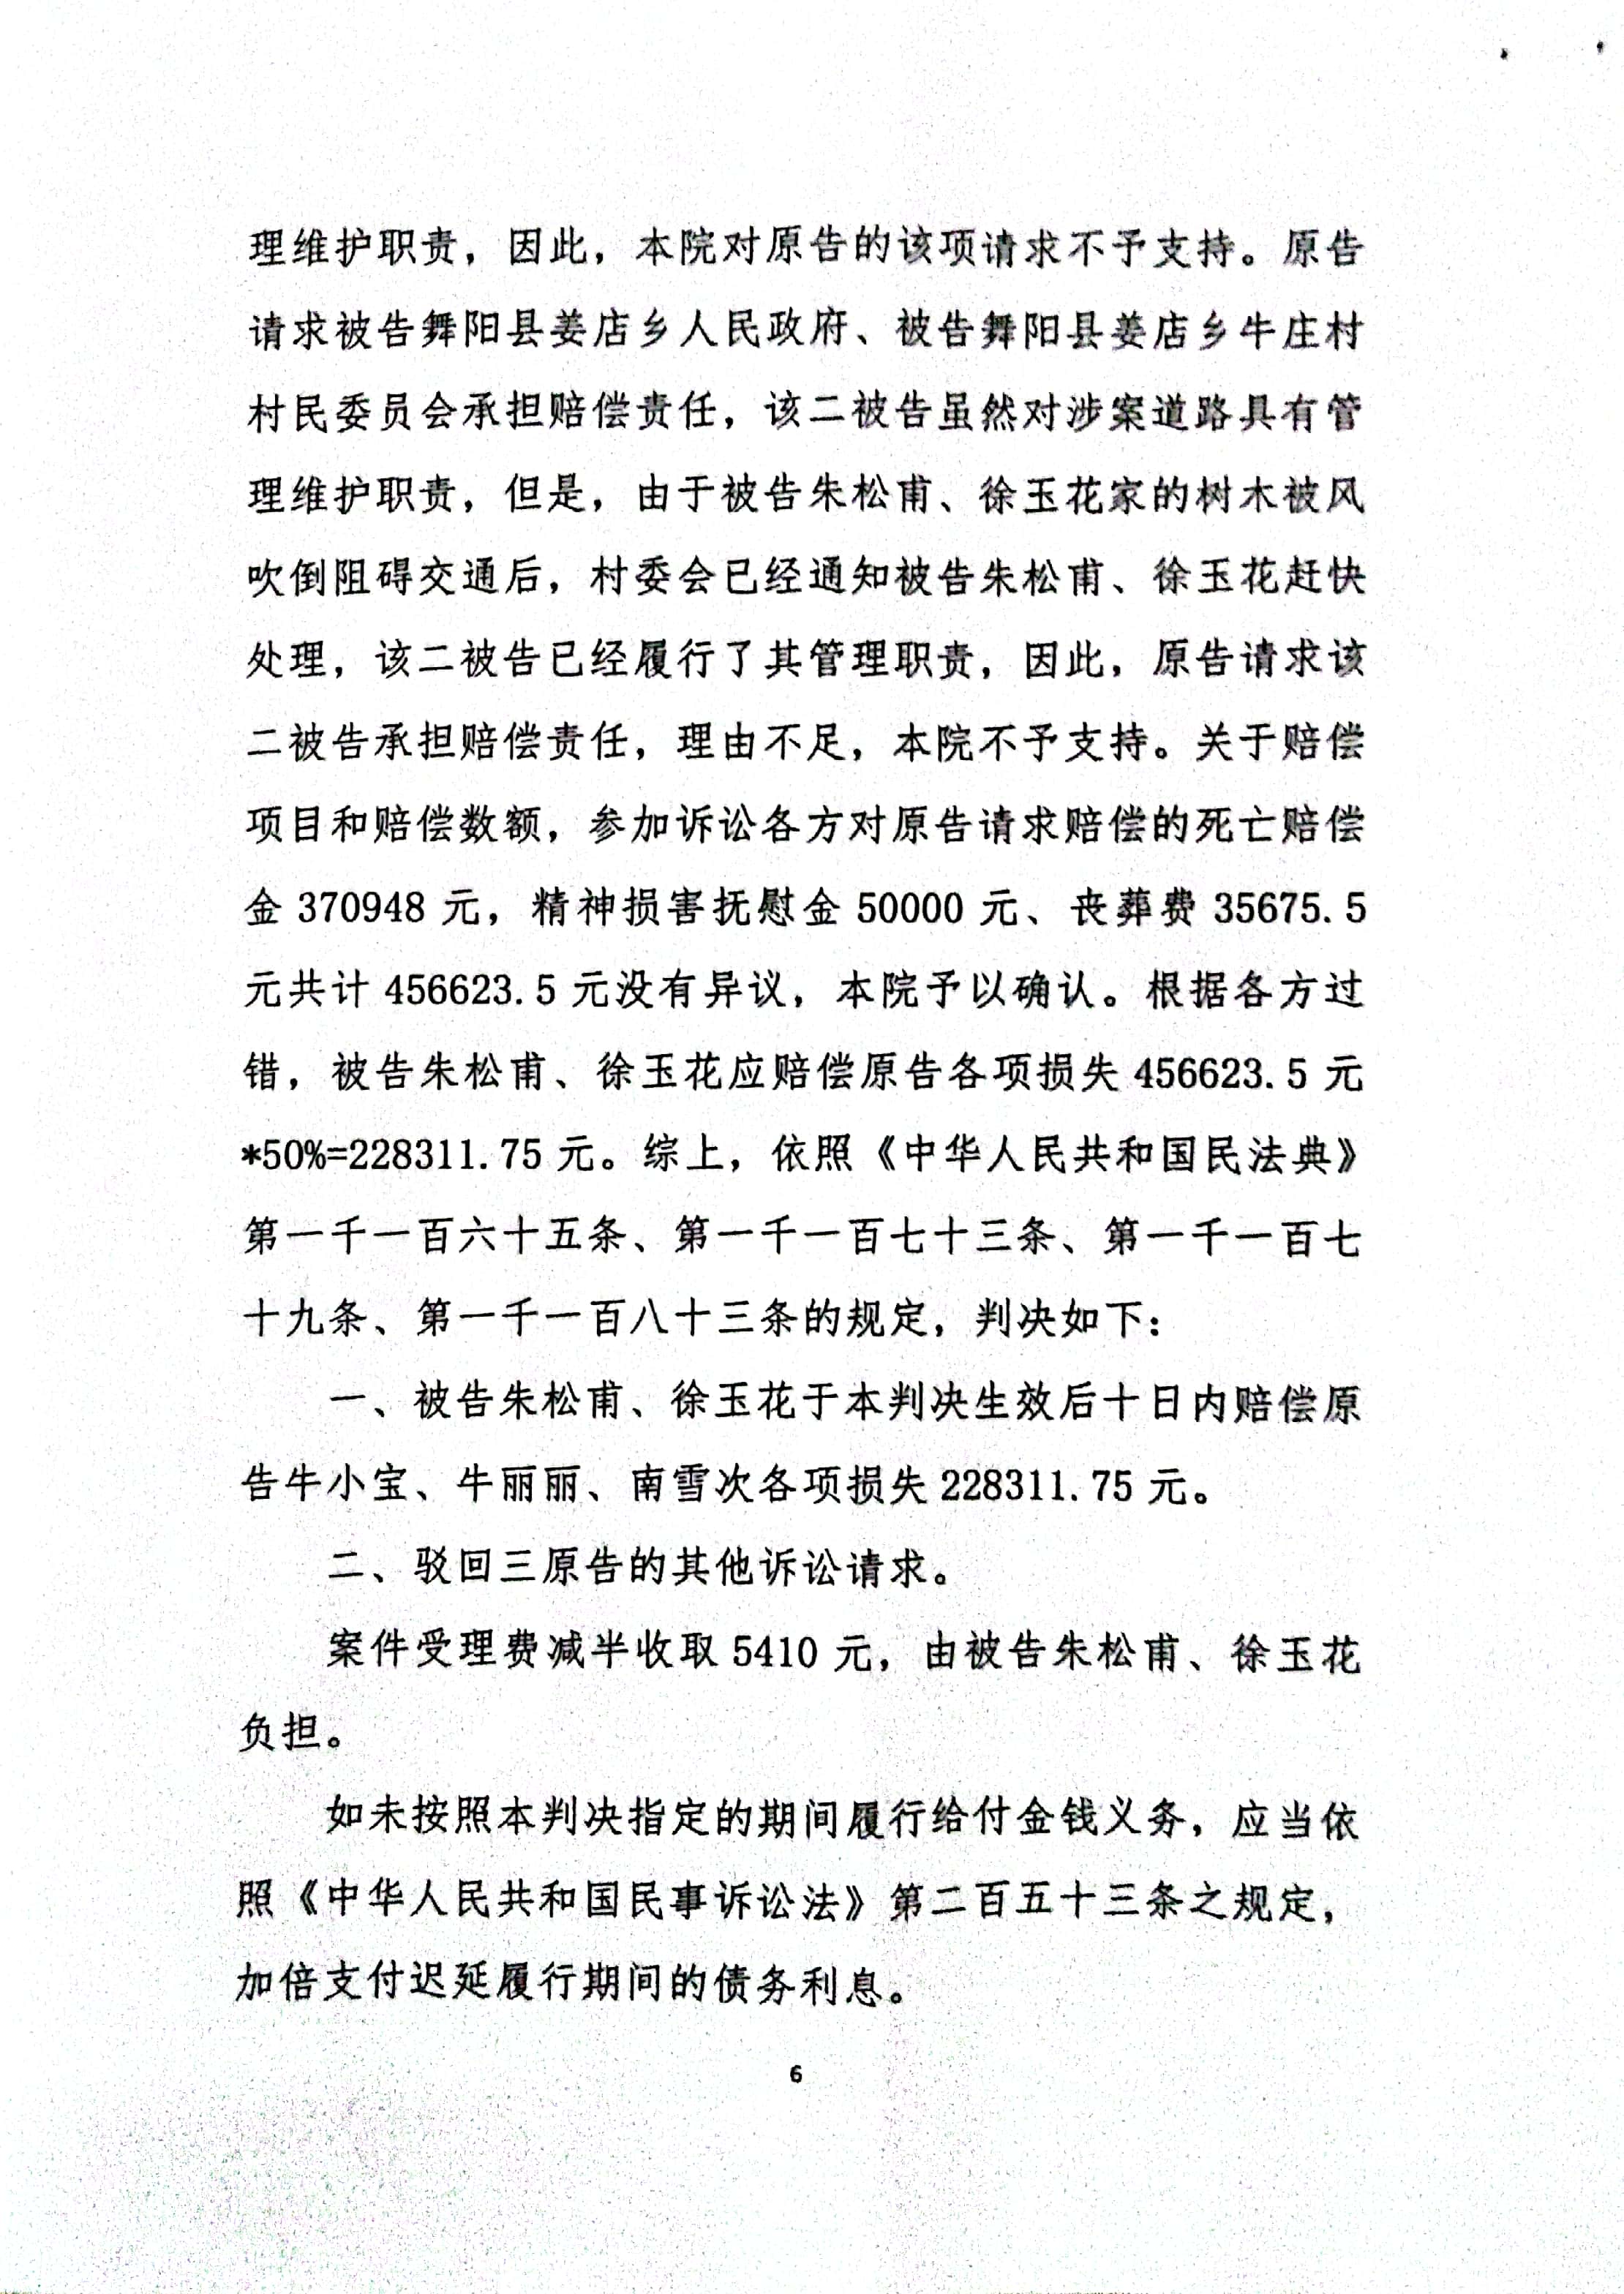 理维护职责，因此，本院对原告的该项请求不予支持。原告
请求被告舞阳县姜店乡人民政府、被告舞阳县姜店乡牛庄村
村民委员会承担赔偿责任，该二被告虽然对涉案道路具有管
理维护职责，但是，由于被告朱松甫、徐玉花家的树木被风
吹倒阻碍交通后，村委会已经通知被告朱松甫、徐玉花赶快
处理，该二被告已经履行了其管理职责，因此，原告请求该
二被告承担赔偿责任，理由不足，本院不予支持。关于赔偿
项目和赔偿数额，参加诉讼各方对原告请求赔偿的死亡赔偿
金 370948 元，精神损害抚慰金 50000 元、丧葬费 35675.5
元共计 456623.5 元没有异议，本院予以确认。根据各方过
错，被告朱松甫、徐玉花应赔偿原告各项损失 456623.5 元
*50%=228311.75 元。综上，依照《中华人民共和国民法典》
第一千一百六十五条、第一千一百七十三条、第一千一百七
十九条、第一千一百八十三条的规定，判决如下：
一、被告朱松甫、徐玉花于本判决生效后十日内赔偿原
告牛小宝、牛丽丽、南雪次各项损失 228311.75 元。
二、驳回三原告的其他诉讼请求。
案件受理费减半收取 5410 元，由被告朱松甫、徐玉花
负担。
如未按照本判决指定的期间履行给付金钱义务，应当依
照《中华人民共和国民事诉讼法》第二百五十三条之规定，
加倍支付迟延履行期间的债务利息。
6